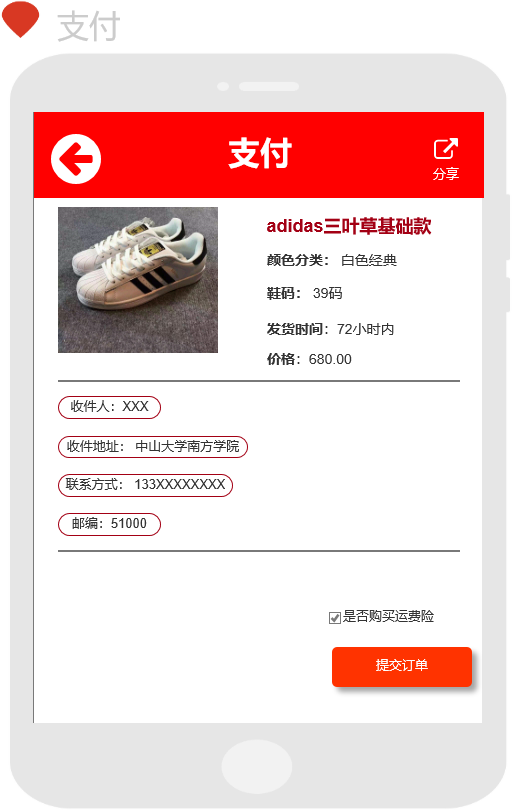 支付
支付
分享
adidas三叶草基础款
颜色分类： 白色经典
鞋码： 39码
发货时间：72小时内
价格：680.00
收件人：XXX
收件地址： 中山大学南方学院
联系方式： 133XXXXXXXX
邮编：51000
是否购买运费险
提交订单